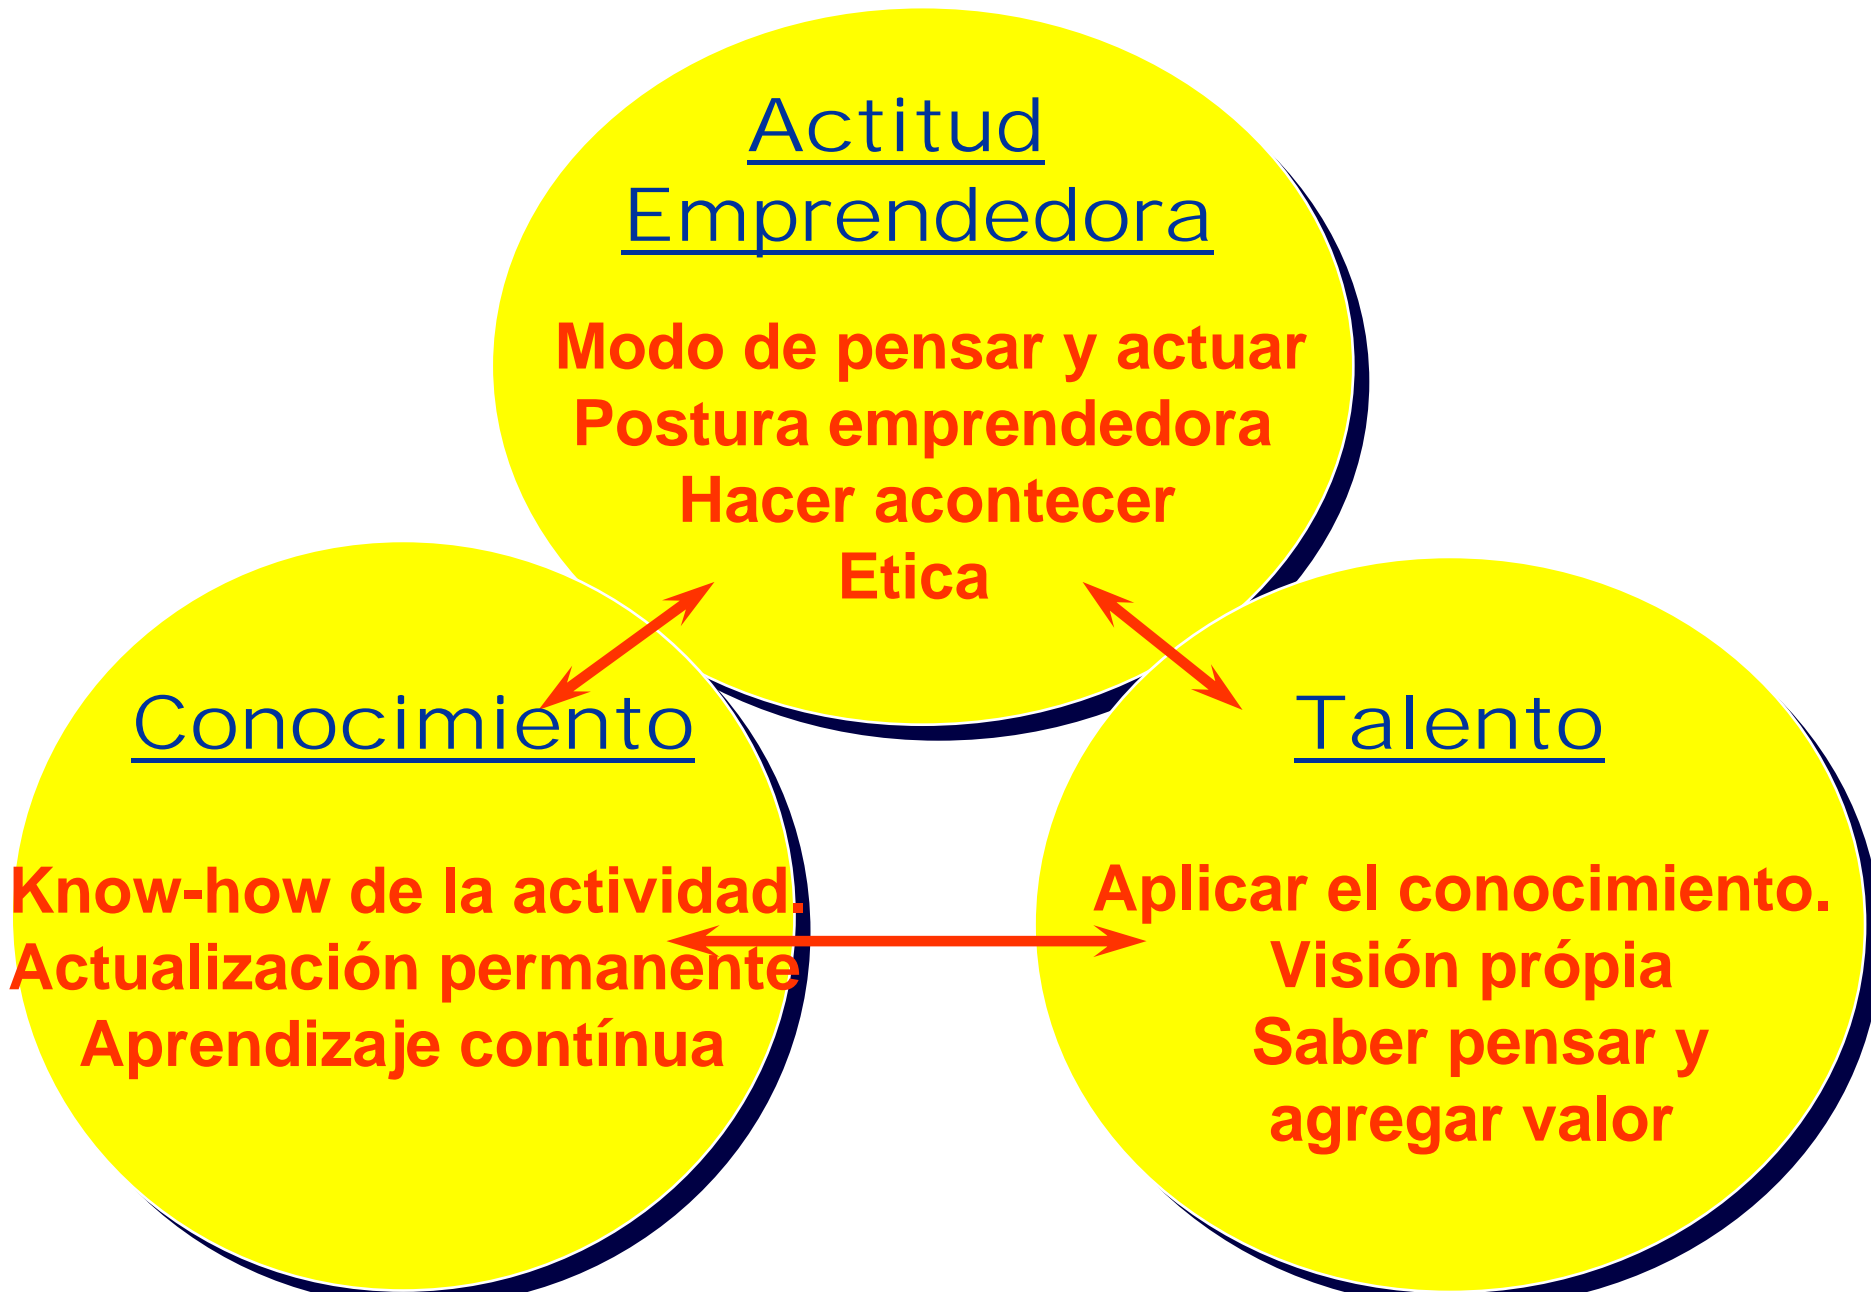 Actitud
Emprendedora
Modo de pensar y actuar
Postura emprendedora
Hacer acontecer
Etica
Conocimiento
Know-how de la actividad.
Actualización permanente
Aprendizaje contínua
Talento
Aplicar el conocimiento.
Visión própia
Saber pensar y
agregar valor